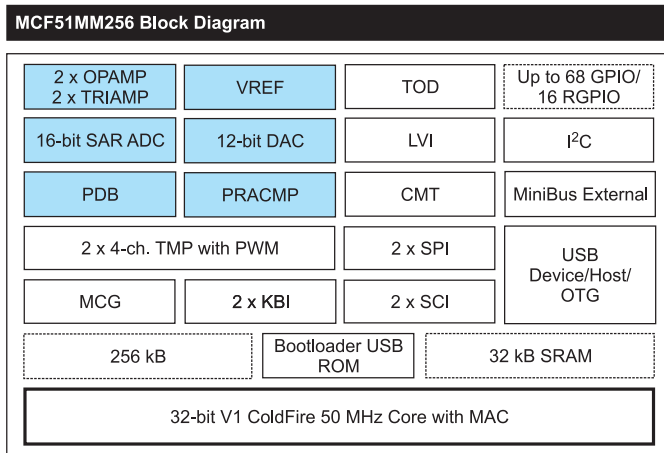 MCF51MM256 Block Diagram
2 x OPAMP
2 x TRIAMP
VREF
TOD
Up to 68 GPIO/
16 RGPIO
16-bit SAR ADC
12-bit DAC
LVI
I²C
PDB
PRACMP
CMT
MiniBus External
2 x 4-ch. TMP with PWM
2 x SPI
USB
Device/Host/
OTG
MCG
2 x KBI
2 x SCI
256 kB
Bootloader USB
ROM
32 kB SRAM
32-bit V1 ColdFire 50 MHz Core with MAC